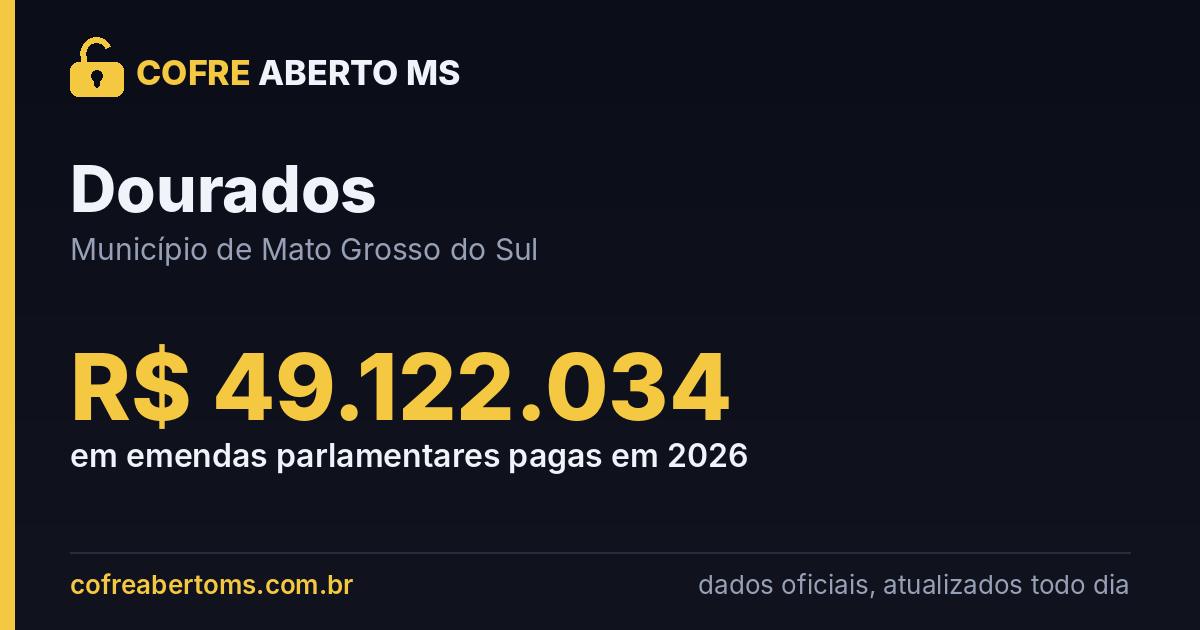 COFRE ABERTO MS
Dourados
Município de Mato Grosso do Sul
R$ 49.122.034
em emendas parlamentares pagas em 2026
cofreabertoms.com.br
dados oficiais, atualizados todo dia